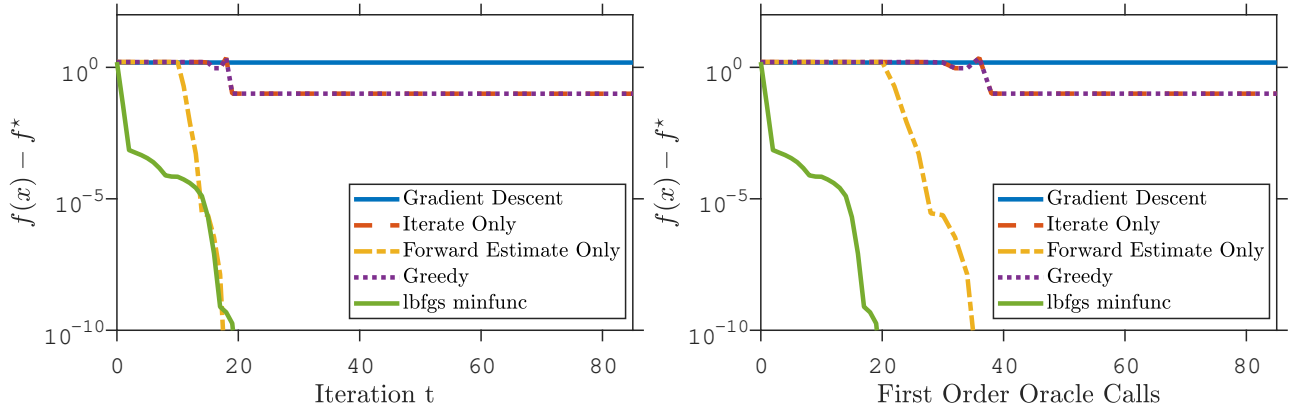 10^0
10^-5
10^-10
f(x) − f*
0 20 40 60 80
Iteration t
Gradient Descent
Iterate Only
Forward Estimate Only
Greedy
lbfgs minfunc
10^0
10^-5
10^-10
f(x) − f*
0 20 40 60 80
First Order Oracle Calls
Gradient Descent
Iterate Only
Forward Estimate Only
Greedy
lbfgs minfunc